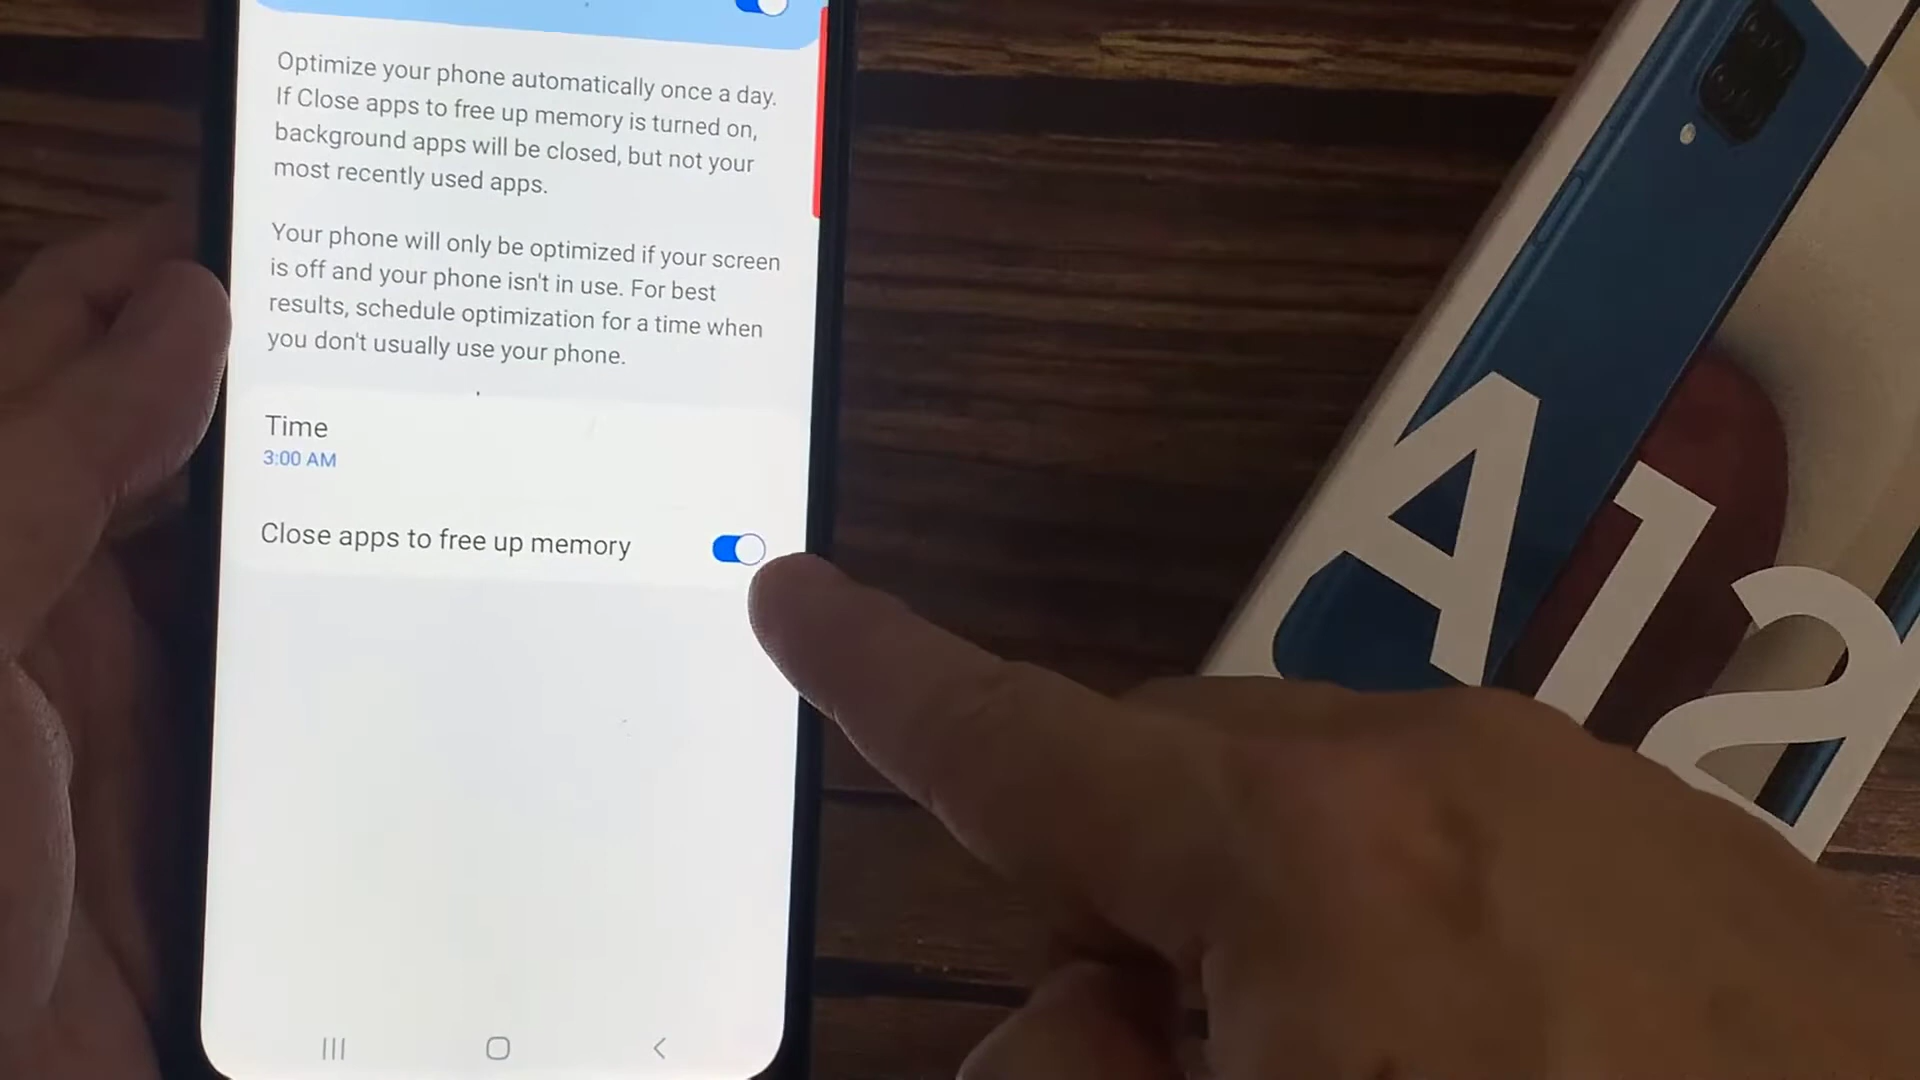 Optimize your phone automatically once a day.
If Close apps to free up memory is turned on,
background apps will be closed, but not your
most recently used apps.
Your phone will only be optimized if your screen
is off and your phone isn't in use. For best
results, schedule optimization for a time when
you don't usually use your phone.
Time
3:00 AM
Close apps to free up memory
A12